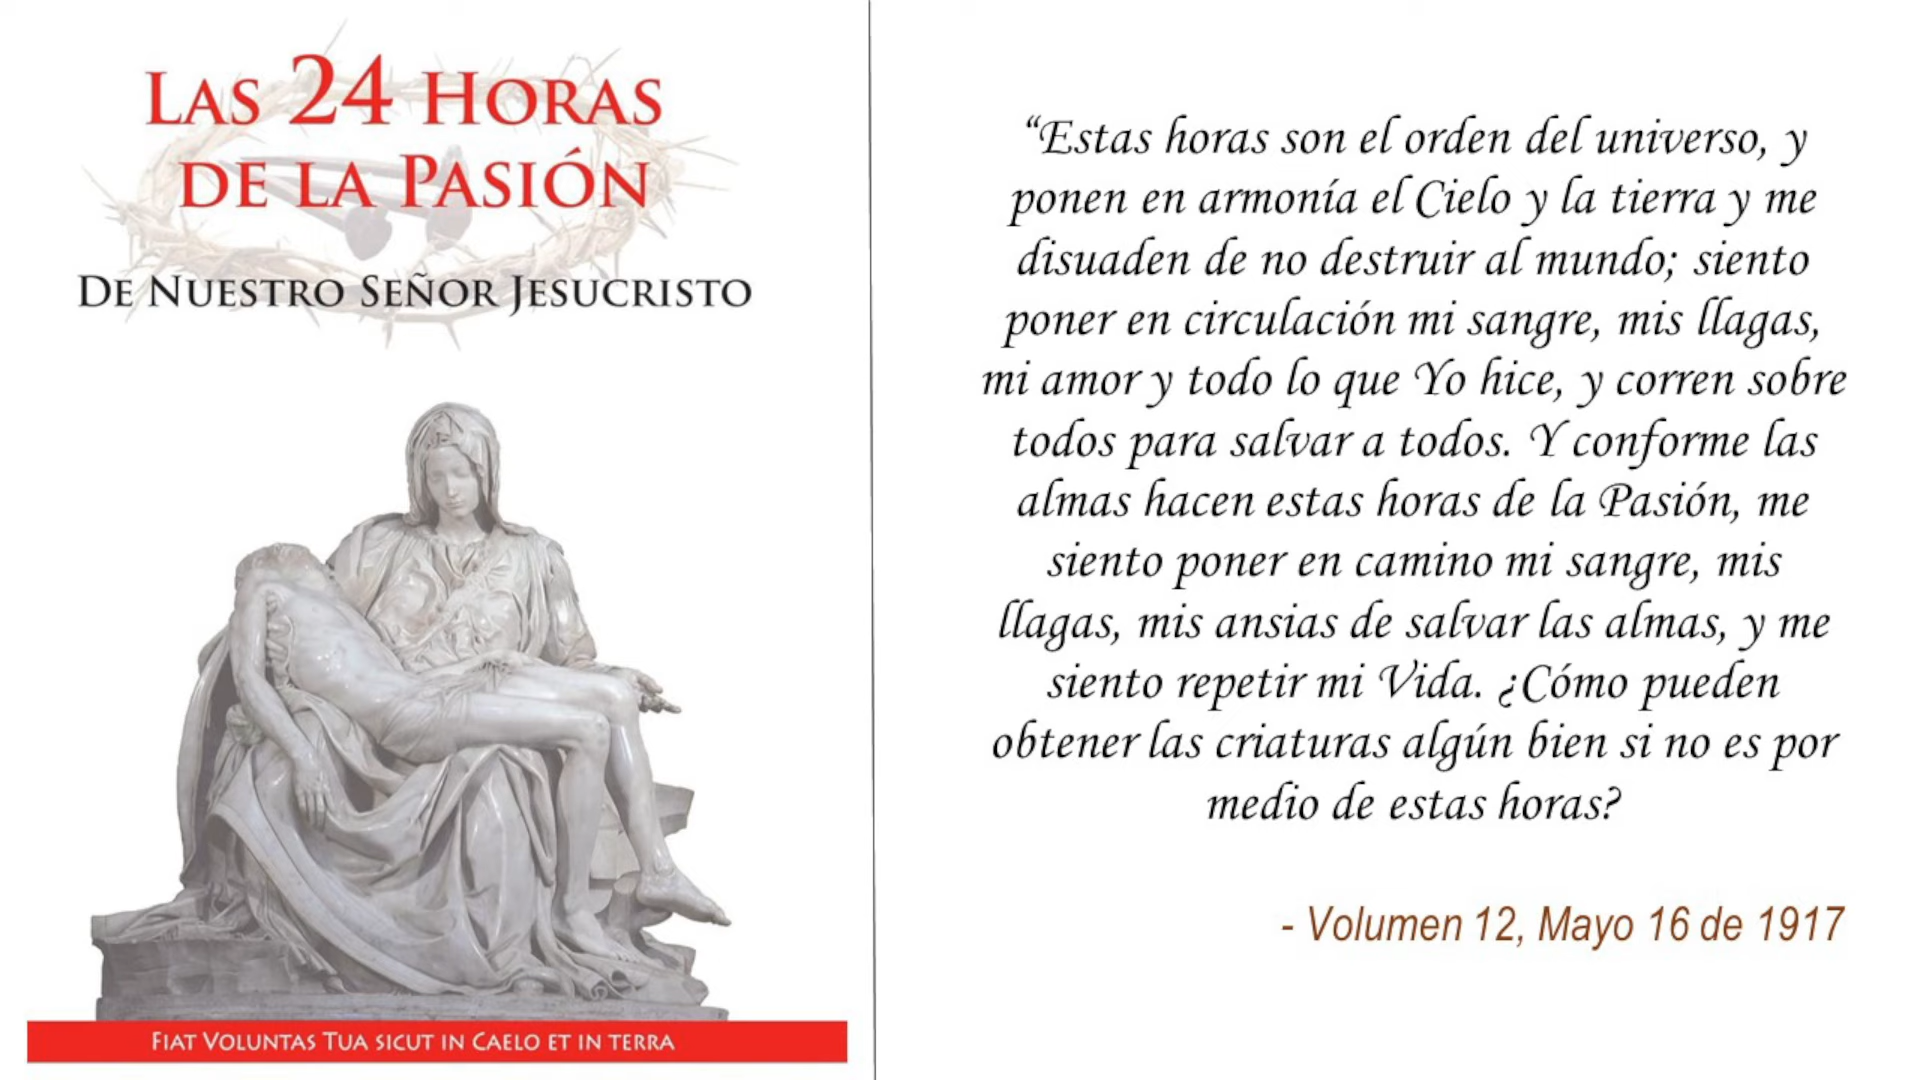 LAS 24 HORAS
DE LA PASIÓN
DE NUESTRO SEÑOR JESUCRISTO
FIAT VOLUNTAS TUA SICUT IN CAELO ET IN TERRA
“Estas horas son el orden del universo, y
ponen en armonía el Cielo y la tierra y me
disuaden de no destruir al mundo; siento
poner en circulación mi sangre, mis llagas,
mi amor y todo lo que Yo hice, y corren sobre
todos para salvar a todos. Y conforme las
almas hacen estas horas de la Pasión, me
siento poner en camino mi sangre, mis
llagas, mis ansias de salvar las almas, y me
siento repetir mi Vida. ¿Cómo pueden
obtener las criaturas algún bien si no es por
medio de estas horas?
- Volumen 12, Mayo 16 de 1917